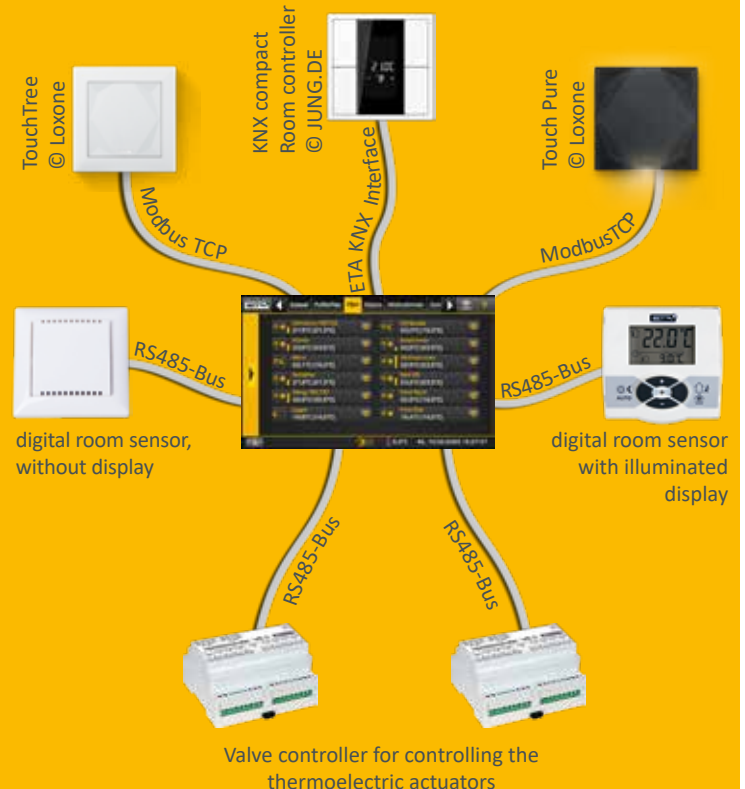 TouchTree
© Loxone
KNX compact
Room controller
© JUNG.DE
Touch Pure
© Loxone
Modbus TCP
ETA KNX Interface
ModbusTCP
RS485-Bus
RS485-Bus
22.0°C
AUTO
digital room sensor,
without display
digital room sensor
with illuminated
display
RS485-Bus
RS485-Bus
Valve controller for controlling the
thermoelectric actuators